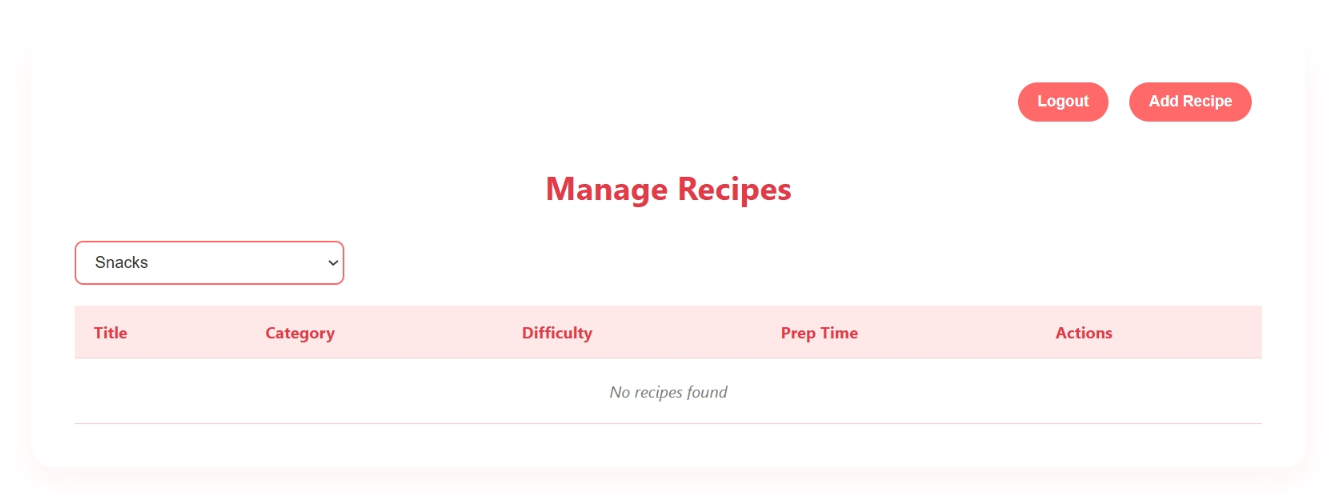 Logout Add Recipe
Manage Recipes
Snacks
Title Category Difficulty Prep Time Actions
No recipes found